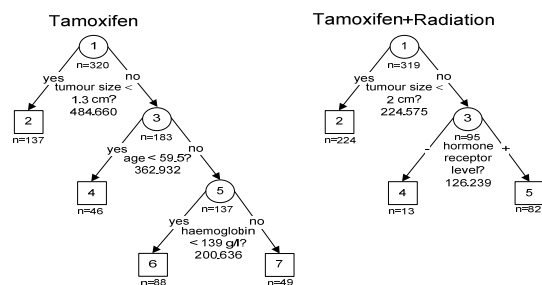 Tamoxifen
1
n=320
yes no
tumour size <
1.3 cm?
484.660
2
n=137
3
n=183
yes no
age < 59.5?
362.932
4
n=46
5
n=137
yes no
haemoglobin
< 139 g/l?
200.636
6
n=88
7
n=49
Tamoxifen+Radiation
1
n=319
yes no
tumour size <
2 cm?
224.575
2
n=224
3
n=95
- +
hormone
receptor
level?
126.239
4
n=13
5
n=82